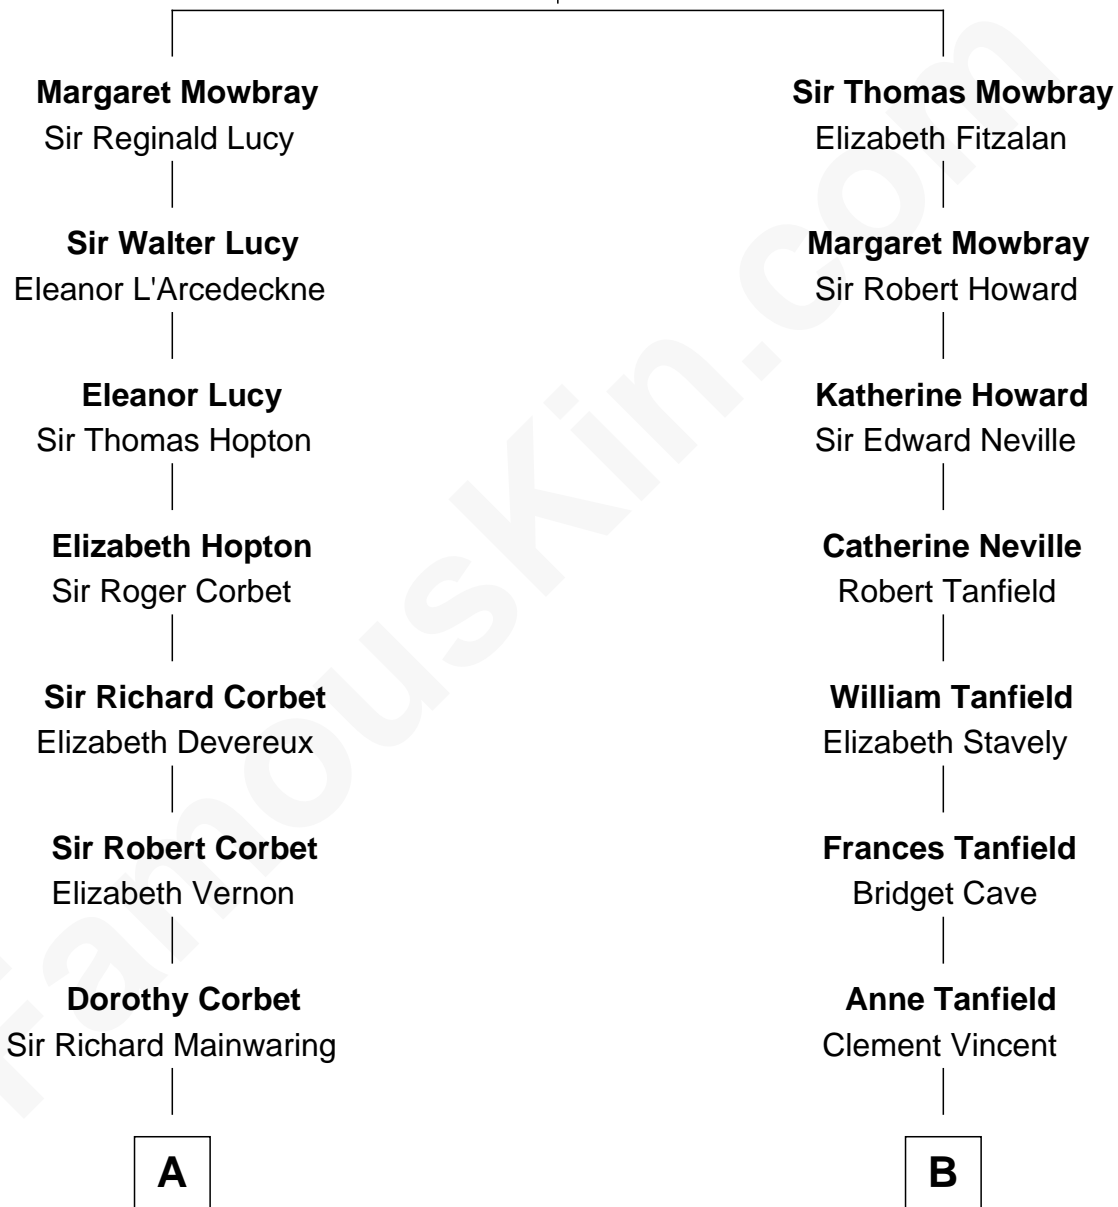 Margaret Mowbray
Sir Reginald Lucy
Sir Walter Lucy
Eleanor L'Arcedeckne
Eleanor Lucy
Sir Thomas Hopton
Elizabeth Hopton
Sir Roger Corbet
Sir Richard Corbet
Elizabeth Devereux
Sir Robert Corbet
Elizabeth Vernon
Dorothy Corbet
Sir Richard Mainwaring
A
Sir Thomas Mowbray
Elizabeth Fitzalan
Margaret Mowbray
Sir Robert Howard
Katherine Howard
Sir Edward Neville
Catherine Neville
Robert Tanfield
William Tanfield
Elizabeth Stavely
Frances Tanfield
Bridget Cave
Anne Tanfield
Clement Vincent
B
FamousKin.com